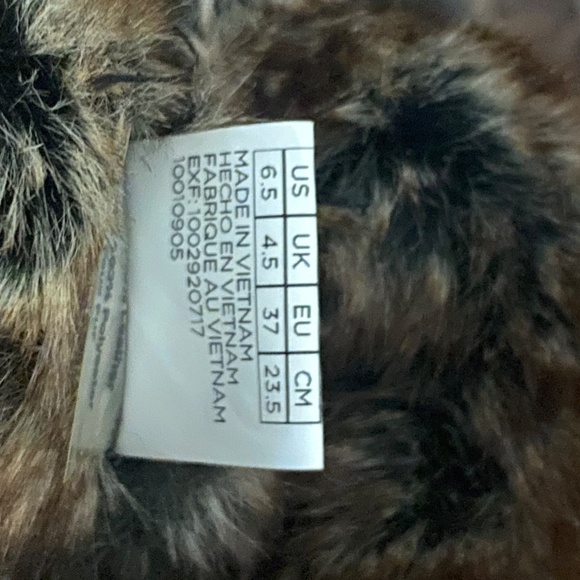 US UK EU CM
6.5 4.5 37 23.5
MADE IN VIETNAM
HECHO EN VIETNAM
FABRIQUE AU VIETNAM
EXF: 1002920717
10010905